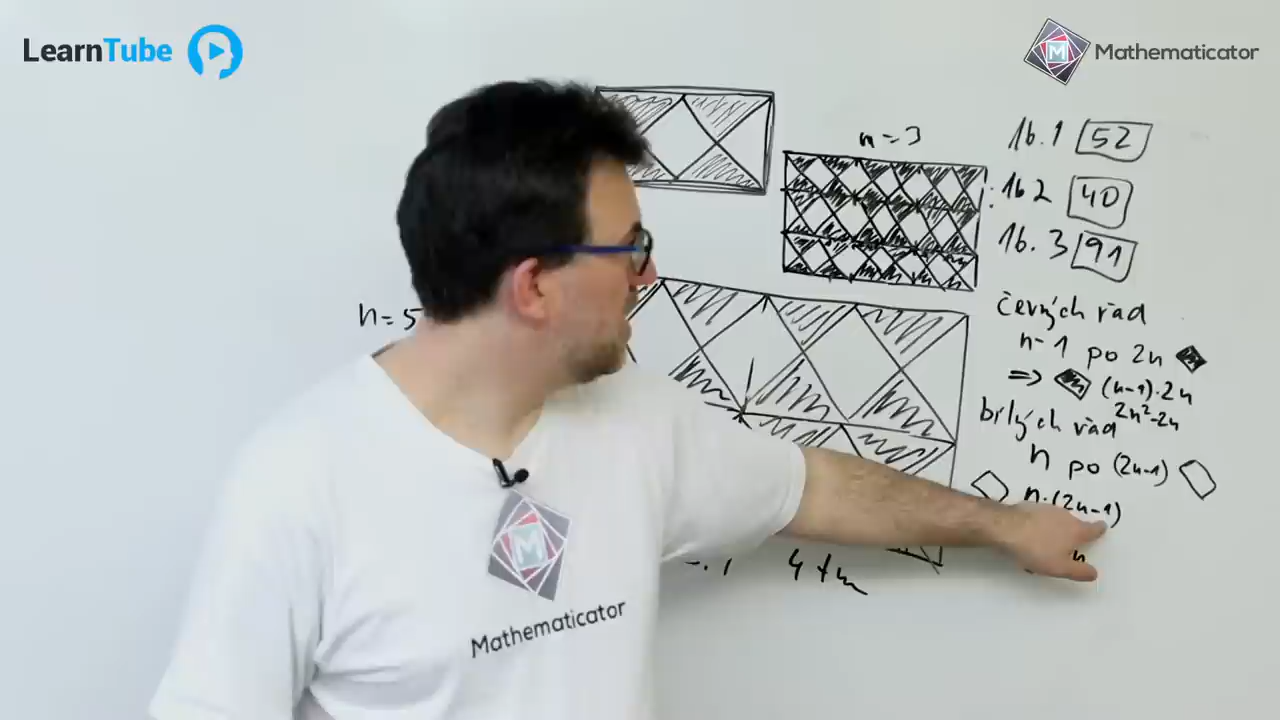 LearnTube
Mathematicator
n=3
16.1 52
16.2 40
16.3 91
n=5
černých řad
n-1 po 2n
⇒ (n-1)·2n
2n²-2n
bílých řad
n po (2n-1)
n·(2n-1)
n
Mathematicator